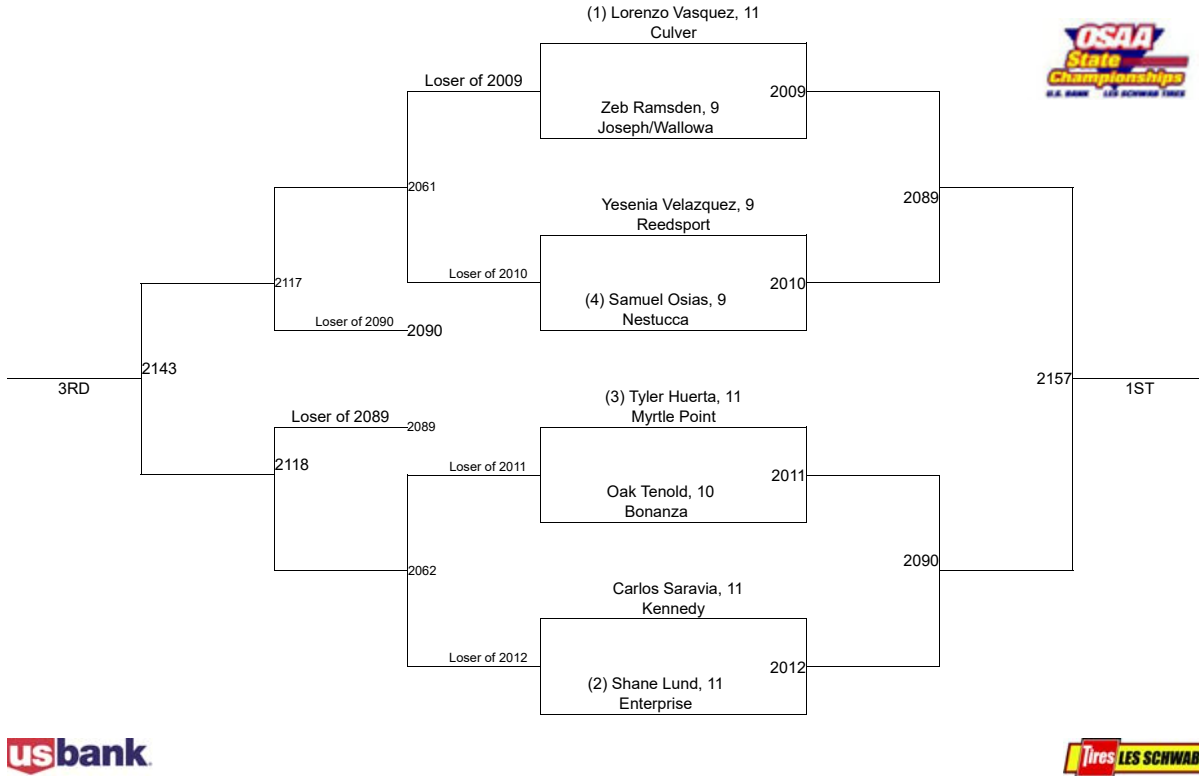 (1) Lorenzo Vasquez, 11
Culver
OSAA
State
Championships
U.S. BANK LES SCHWAB TIRES
Loser of 2009
2009
Zeb Ramsden, 9
Joseph/Wallowa
2061
2089
Yesenia Velazquez, 9
Reedsport
Loser of 2010
2010
2117
(4) Samuel Osias, 9
Nestucca
Loser of 2090
2090
2143
2157
3RD
1ST
(3) Tyler Huerta, 11
Myrtle Point
Loser of 2089
2089
2118
Loser of 2011
2011
Oak Tenold, 10
Bonanza
2090
2062
Carlos Saravia, 11
Kennedy
Loser of 2012
2012
(2) Shane Lund, 11
Enterprise
usbank
Tires LES SCHWAB